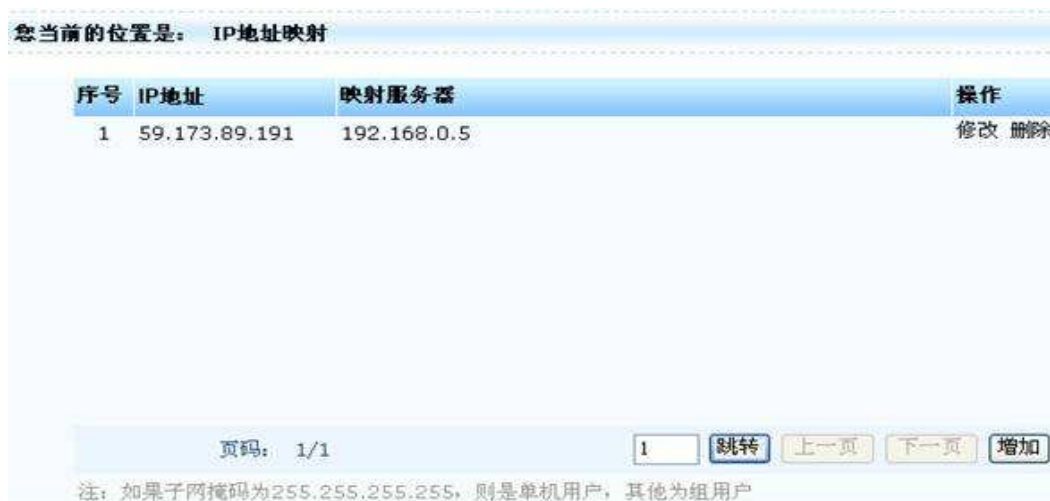 您当前的位置是： IP地址映射
序号 IP地址 映射服务器 操作
1 59.173.89.191 192.168.0.5 修改 删除
页码： 1/1 1 跳转 上一页 下一页 增加
注：如果子网掩码为255.255.255.255，则是单机用户，其他为组用户